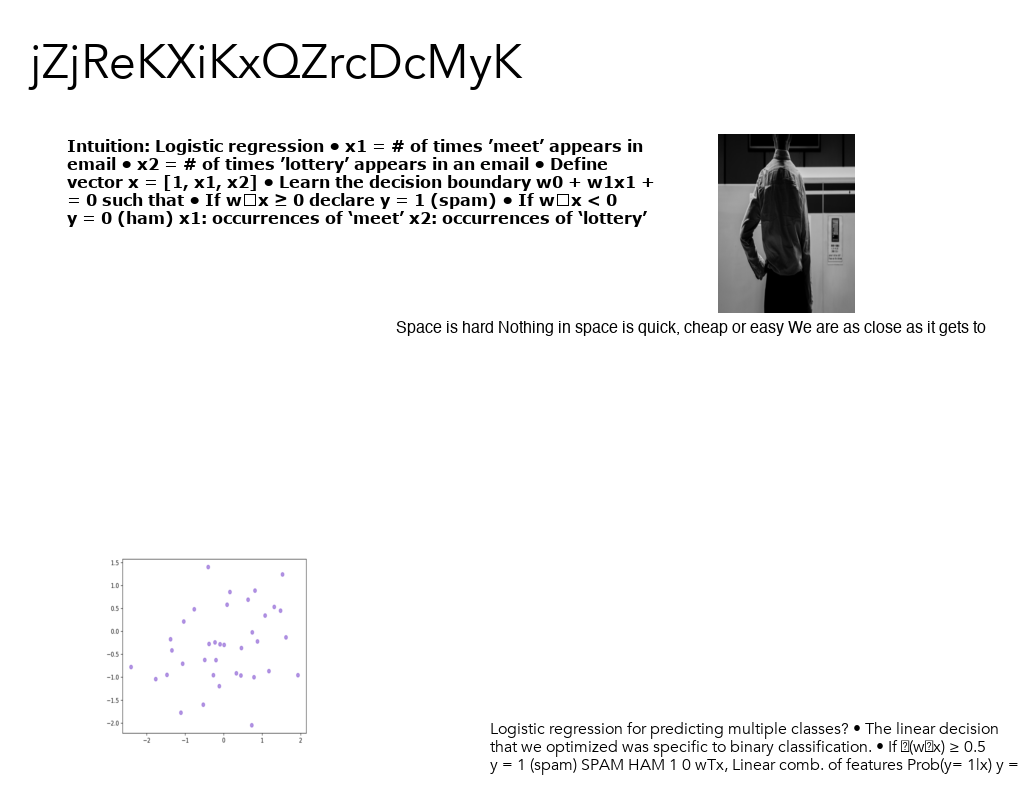 jZjReKXiKxQZrcDcMyK
Intuition: Logistic regression • x1 = # of times ’meet’ appears in
email • x2 = # of times ’lottery’ appears in an email • Define
vector x = [1, x1, x2] • Learn the decision boundary w0 + w1x1 +
= 0 such that • If w□x ≥ 0 declare y = 1 (spam) • If w□x < 0
y = 0 (ham) x1: occurrences of ‘meet’ x2: occurrences of ‘lottery’
Space is hard Nothing in space is quick, cheap or easy We are as close as it gets to
1.5
1.0
0.5
0.0
−0.5
−1.0
−1.5
−2.0
−2 −1 0 1 2
Logistic regression for predicting multiple classes? • The linear decision
that we optimized was specific to binary classification. • If □(w□x) ≥ 0.5
y = 1 (spam) SPAM HAM 1 0 wTx, Linear comb. of features Prob(y= 1|x) y =